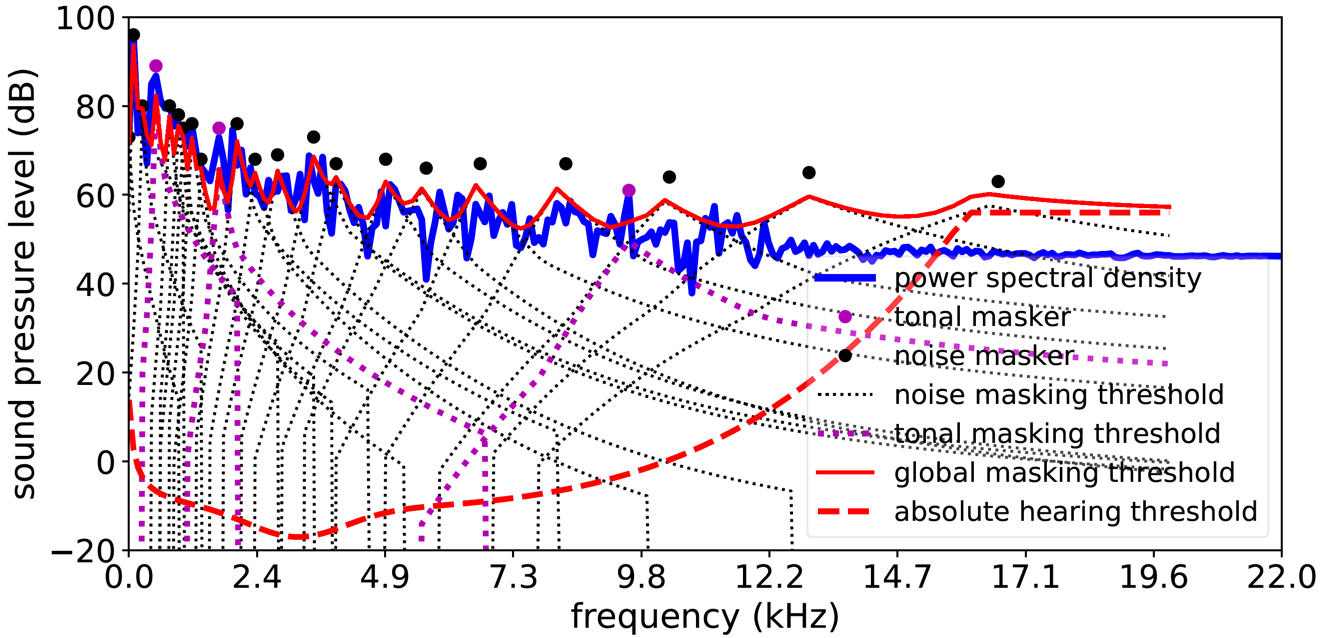 100
80
60
40
20
0
−20
sound pressure level (dB)
power spectral density
tonal masker
noise masker
noise masking threshold
tonal masking threshold
global masking threshold
absolute hearing threshold
0.0 2.4 4.9 7.3 9.8 12.2 14.7 17.1 19.6 22.0
frequency (kHz)